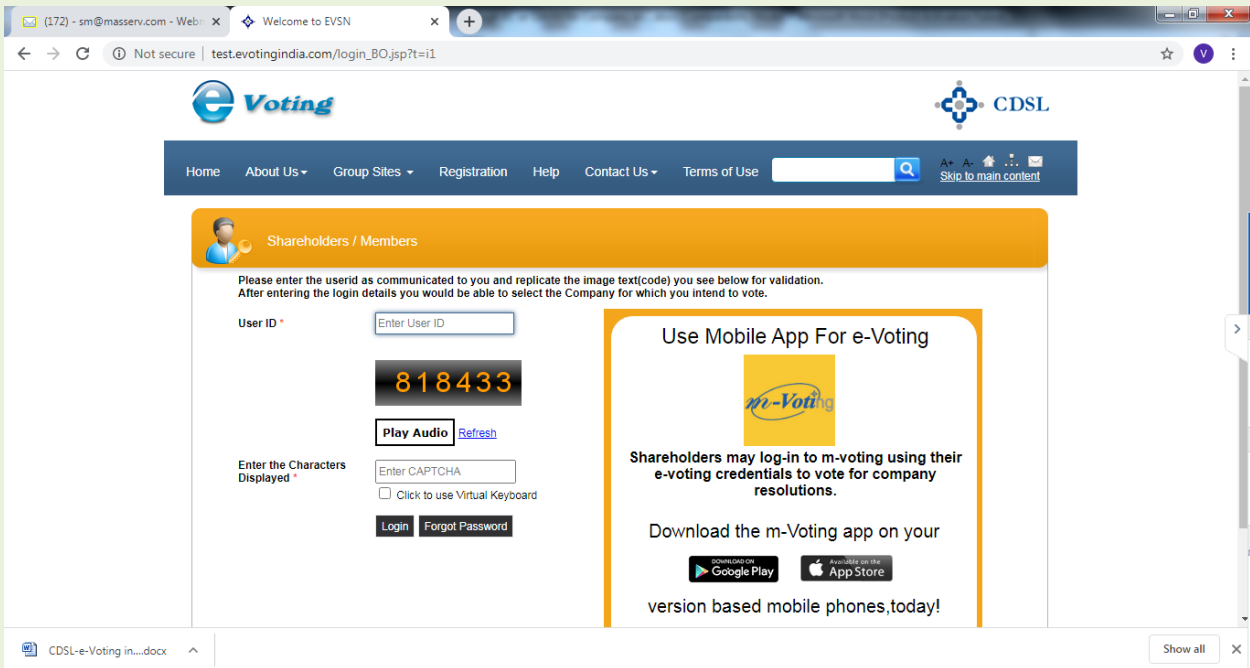 (172) - sm@masserv.com - Webm
Welcome to EVSN
Not secure | test.evotingindia.com/login_BO.jsp?t=i1
V
e Voting
CDSL
Home About Us Group Sites Registration Help Contact Us Terms of Use
A+ A-
Skip to main content
Shareholders / Members
Please enter the userid as communicated to you and replicate the image text(code) you see below for validation.
After entering the login details you would be able to select the Company for which you intend to vote.
User ID *
Enter User ID
818433
Play Audio Refresh
Enter the Characters
Displayed *
Enter CAPTCHA
Click to use Virtual Keyboard
Login Forgot Password
Use Mobile App For e-Voting
m-Voting
Shareholders may log-in to m-voting using their
e-voting credentials to vote for company
resolutions.
Download the m-Voting app on your
DOWNLOAD ON
Google Play
Available on the
App Store
version based mobile phones,today!
CDSL-e-Voting in....docx
Show all